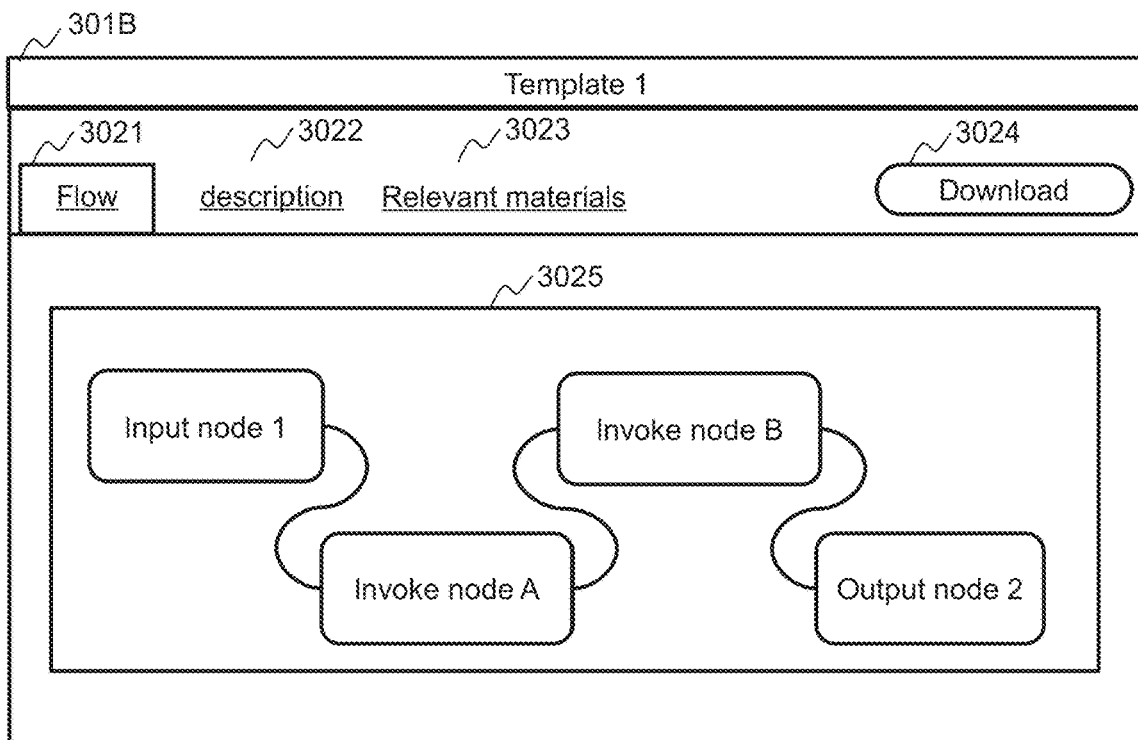 301B
Template 1
3021
3022
3023
3024
Flow
description
Relevant materials
Download
3025
Input node 1
Invoke node B
Invoke node A
Output node 2